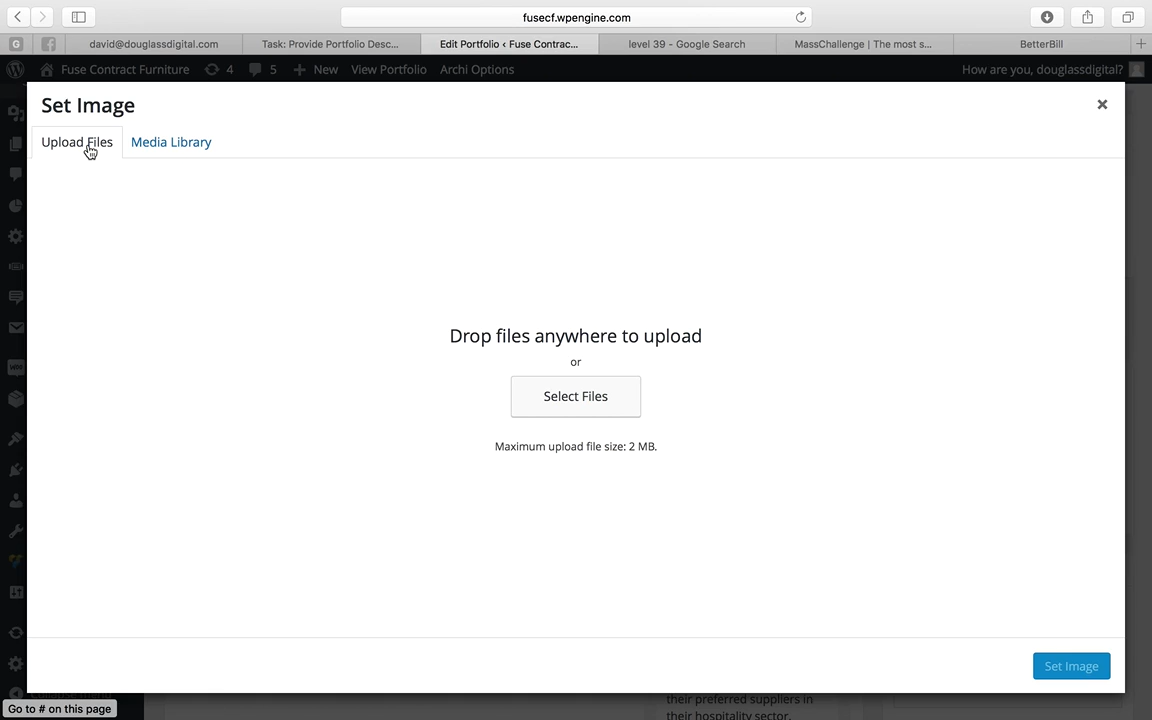 fusecf.wpengine.com
G
david@douglassdigital.com
Task: Provide Portfolio Desc...
Edit Portfolio ‹ Fuse Contrac...
level 39 - Google Search
MassChallenge | The most s...
BetterBill
Fuse Contract Furniture
4
5
New
View Portfolio
Archi Options
How are you, douglassdigital?
Set Image
Upload Files
Media Library
Drop files anywhere to upload
or
Select Files
Maximum upload file size: 2 MB.
Set Image
Collapse menu
Go to # on this page
their preferred suppliers in
their hospitality sector.